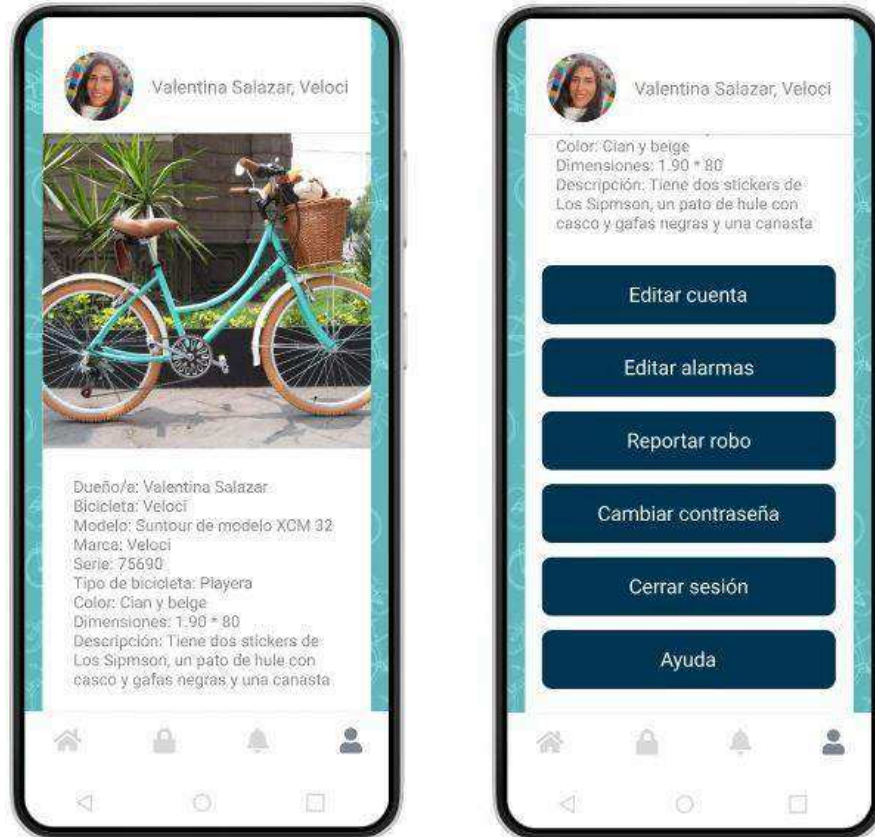 Valentina Salazar, Veloci
Dueño/a: Valentina Salazar
Bicicleta: Veloci
Modelo: Suntour de modelo XCM 32
Marca: Veloci
Serie: 75690
Tipo de bicicleta: Playera
Color: Cian y beige
Dimensiones: 1.90 * 80
Descripción: Tiene dos stickers de
Los Sipmson, un pato de hule con
casco y gafas negras y una canasta
Valentina Salazar, Veloci
Color: Cian y beige
Dimensiones: 1.90 * 80
Descripción: Tiene dos stickers de
Los Sipmson, un pato de hule con
casco y gafas negras y una canasta
Editar cuenta
Editar alarmas
Reportar robo
Cambiar contraseña
Cerrar sesión
Ayuda